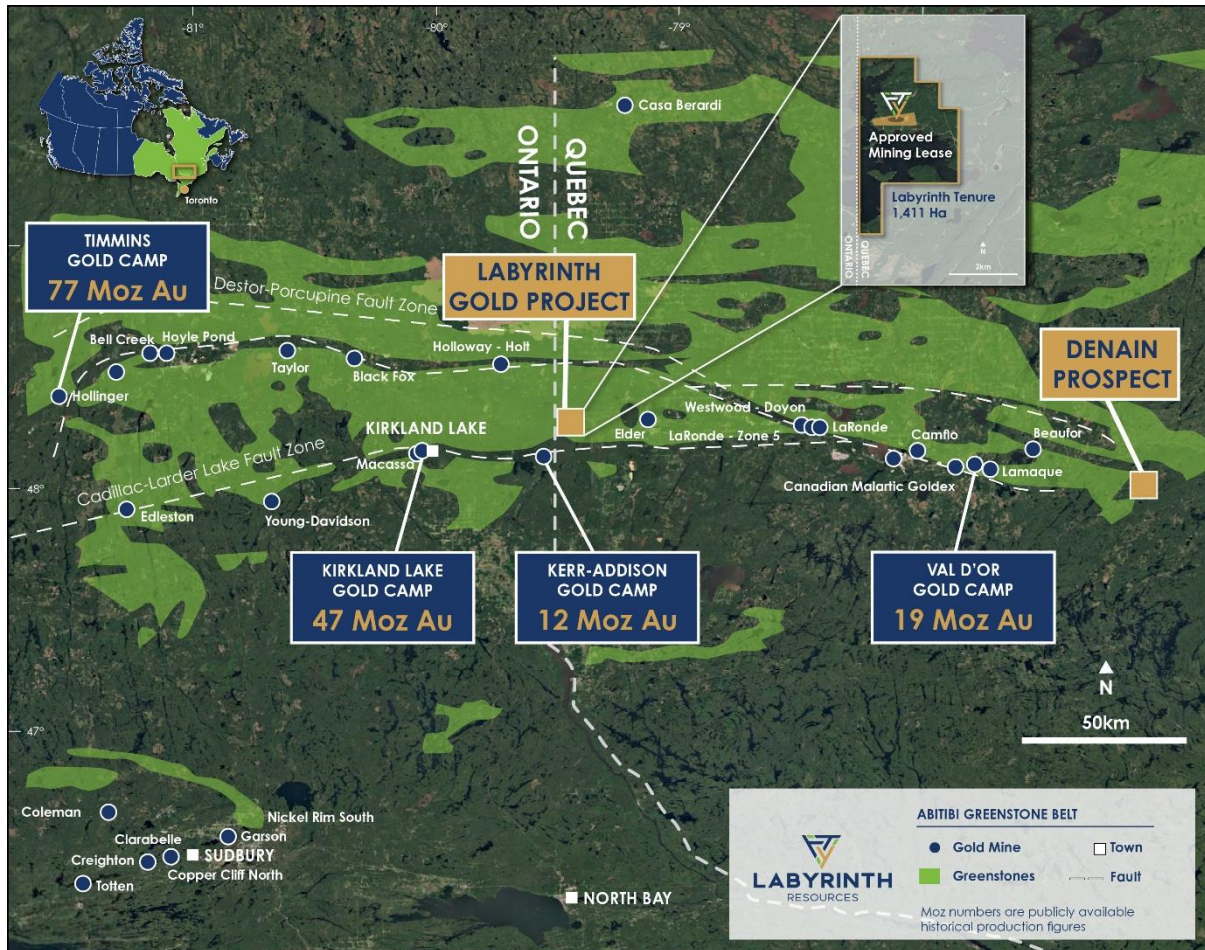 -81°
-80°
-79°
Toronto
Casa Berardi
ONTARIO
QUEBEC
Approved
Mining Lease
Labyrinth Tenure
1,411 Ha
ONTARIO
QUEBEC
N
2km
TIMMINS
GOLD CAMP
77 Moz Au
Destor-Porcupine Fault Zone
LABYRINTH
GOLD PROJECT
DENAIN
PROSPECT
Bell Creek
Hoyle Pond
Hollinger
Taylor
Black Fox
Holloway - Holt
KIRKLAND LAKE
Macassa
Elder
Westwood - Doyon
LaRonde
LaRonde - Zone 5
Camflo
Beaufor
Canadian Malartic
Goldex
Lamaque
Cadillac-Larder Lake Fault Zone
48°
Edleston
Young-Davidson
KIRKLAND LAKE
GOLD CAMP
47 Moz Au
KERR-ADDISON
GOLD CAMP
12 Moz Au
VAL D'OR
GOLD CAMP
19 Moz Au
N
50km
47°
Coleman
Nickel Rim South
Clarabelle
Garson
Creighton
SUDBURY
Copper Cliff North
Totten
NORTH BAY
LABYRINTH
RESOURCES
ABITIBI GREENSTONE BELT
Gold Mine
Town
Greenstones
Fault
Moz numbers are publicly available
historical production figures